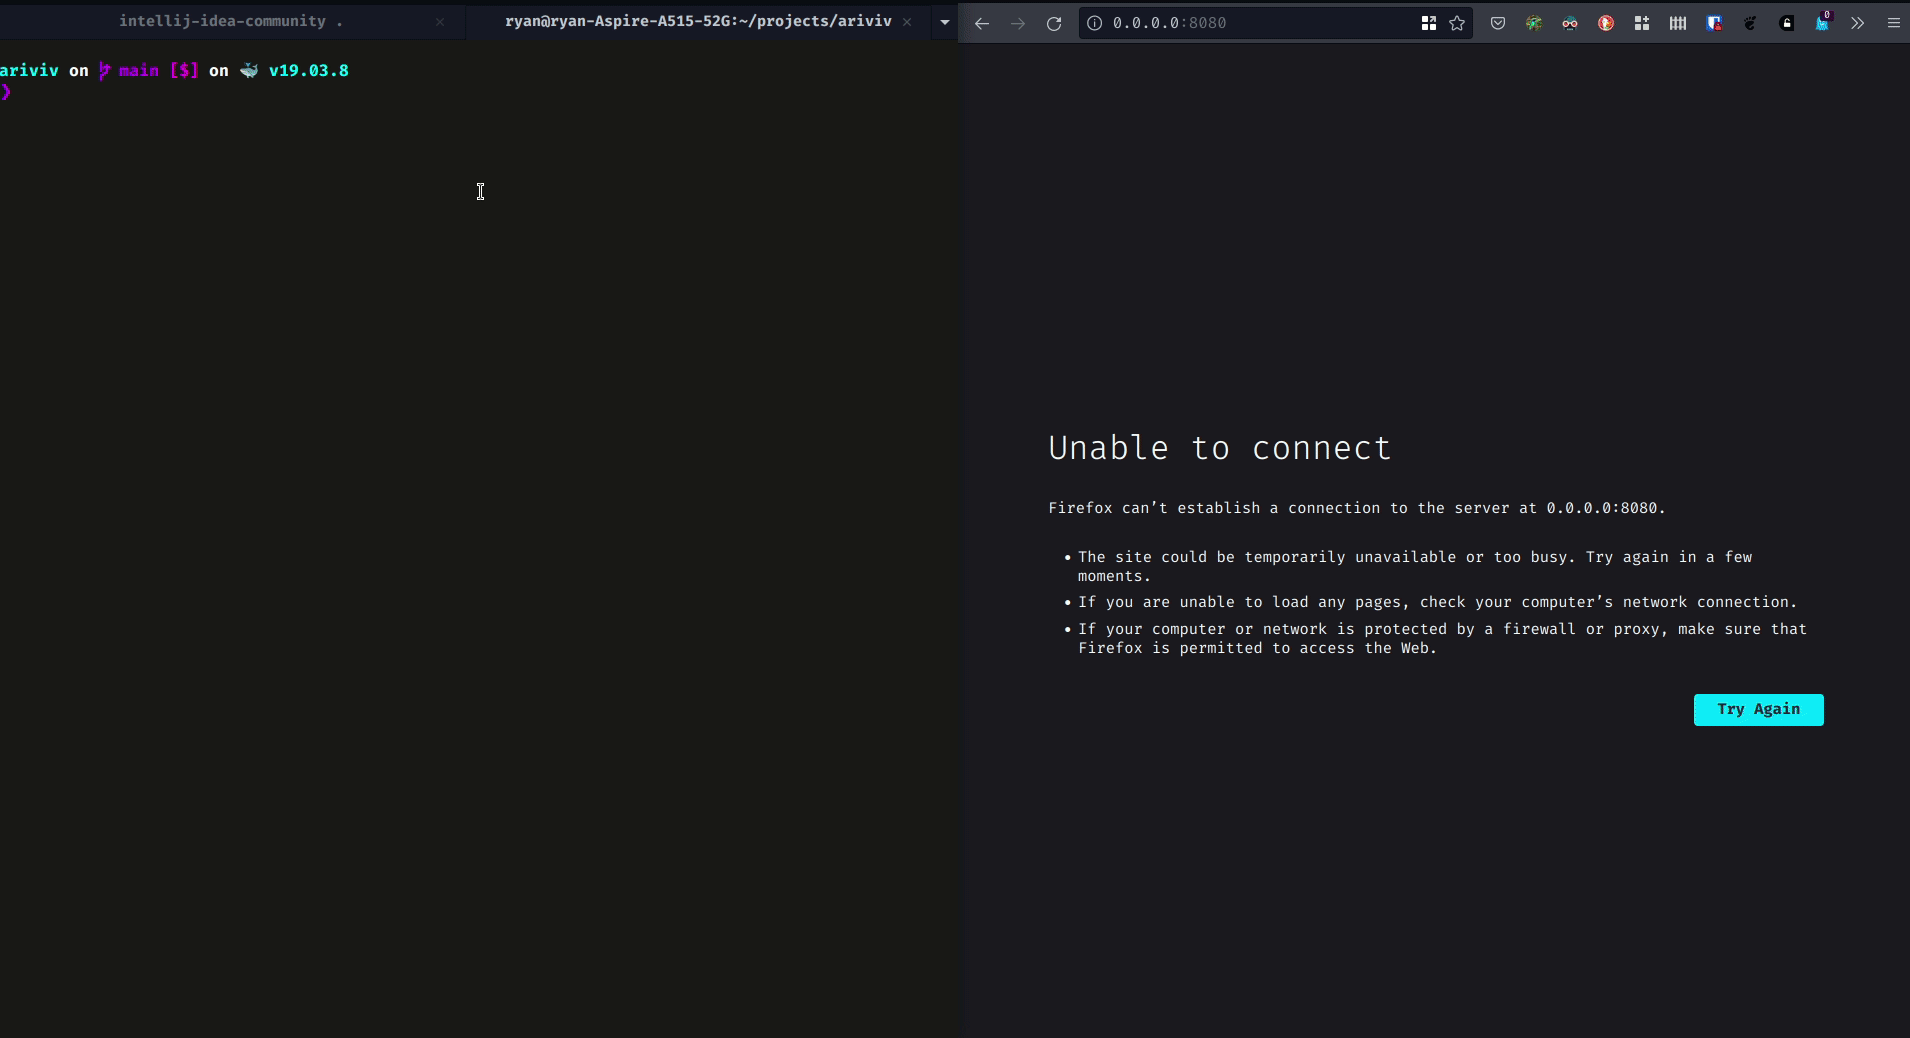 intellij-idea-community .
ryan@ryan-Aspire-A515-52G:~/projects/ariviv
0.0.0.0:8080
0
ariviv on main [$] on 🐳 v19.03.8
❯
Unable to connect
Firefox can’t establish a connection to the server at 0.0.0.0:8080.
• The site could be temporarily unavailable or too busy. Try again in a few
moments.
• If you are unable to load any pages, check your computer’s network connection.
• If your computer or network is protected by a firewall or proxy, make sure that
Firefox is permitted to access the Web.
Try Again